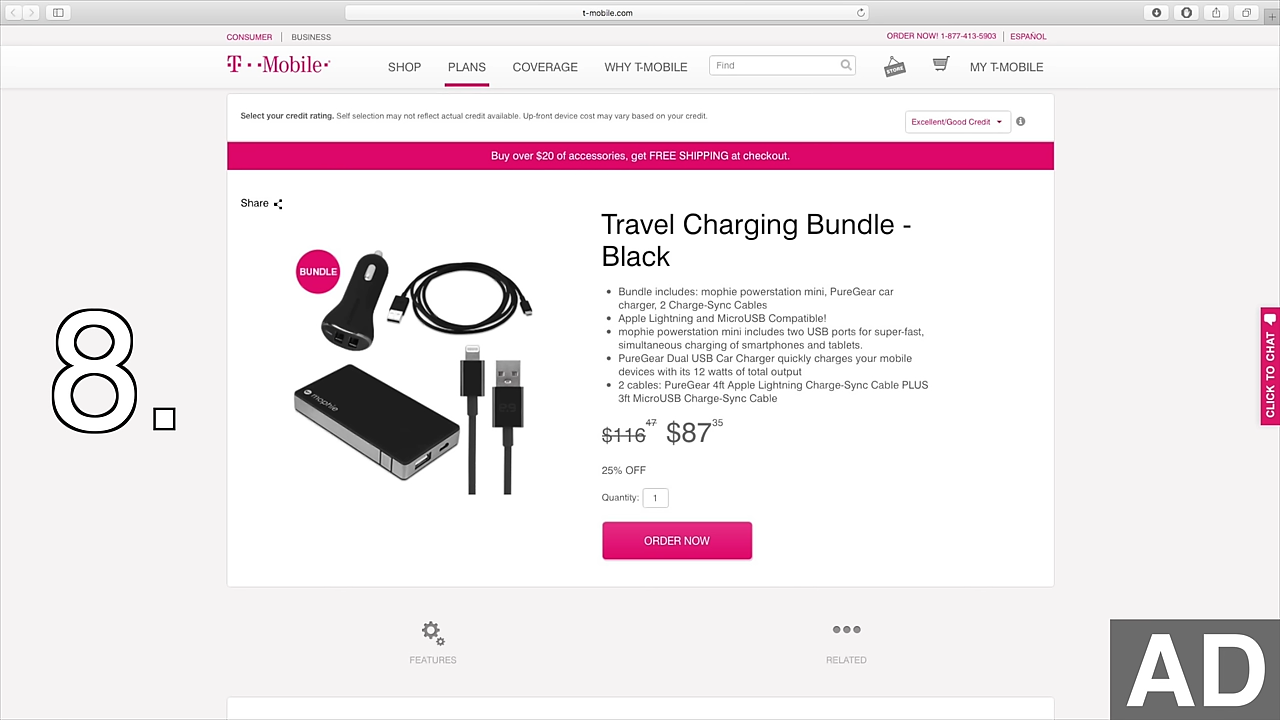 t-mobile.com
CONSUMER | BUSINESS
ORDER NOW! 1-877-413-5903 | ESPAÑOL
T··Mobile·
SHOP PLANS COVERAGE WHY T-MOBILE Find STORE MY T-MOBILE
Select your credit rating. Self selection may not reflect actual credit available. Up-front device cost may vary based on your credit.
Excellent/Good Credit
Buy over $20 of accessories, get FREE SHIPPING at checkout.
Share
BUNDLE
mophie
Travel Charging Bundle -
Black
• Bundle includes: mophie powerstation mini, PureGear car
charger, 2 Charge-Sync Cables
• Apple Lightning and MicroUSB Compatible!
• mophie powerstation mini includes two USB ports for super-fast,
simultaneous charging of smartphones and tablets.
• PureGear Dual USB Car Charger quickly charges your mobile
devices with its 12 watts of total output
• 2 cables: PureGear 4ft Apple Lightning Charge-Sync Cable PLUS
3ft MicroUSB Charge-Sync Cable
$116 47 $87 35
25% OFF
Quantity: 1
ORDER NOW
8.
CLICK TO CHAT
FEATURES
RELATED
AD